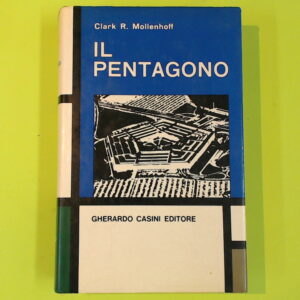 Clark R. Mollenhoff
IL
PENTAGONO
GHERARDO CASINI EDITORE